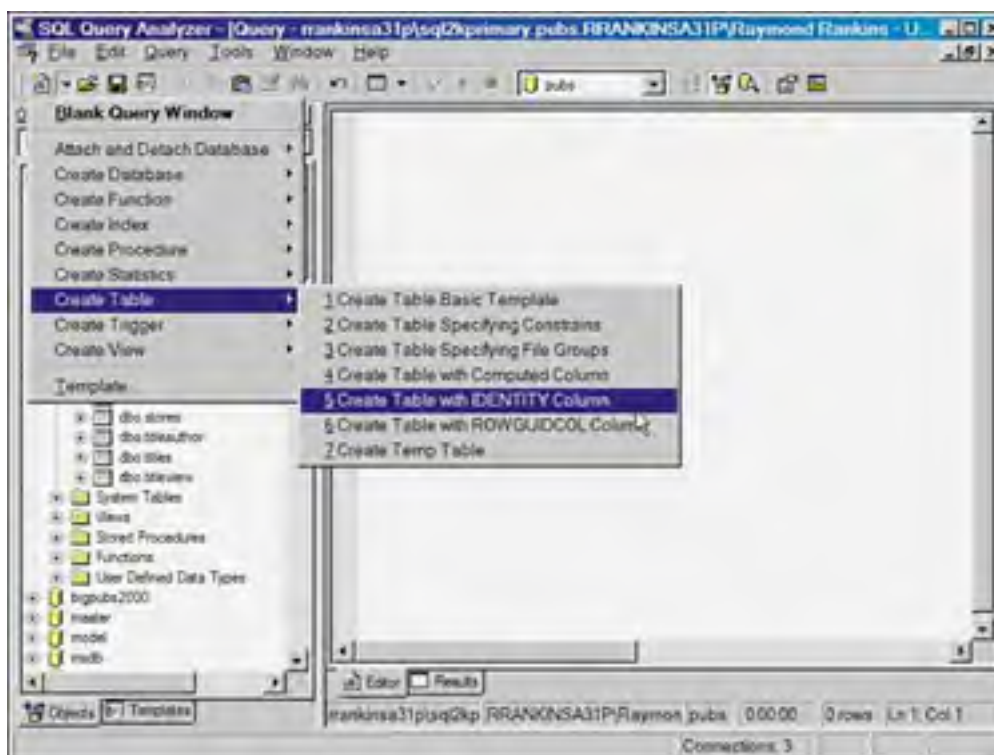 SQL Query Analyzer - [Query - rrankinsa31p\sql2kprimary.pubs.RRANKINSA31P\Raymond Rankins - U...
File Edit Query Tools Window Help
pubs
Blank Query Window
Attach and Detach Database
Create Database
Create Function
Create Index
Create Procedure
Create Statistics
Create Table
Create Trigger
Create View
Template...
1 Create Table Basic Template
2 Create Table Specifying Constrains
3 Create Table Specifying File Groups
4 Create Table with Computed Column
5 Create Table with IDENTITY Column
6 Create Table with ROWGUIDCOL Column
7 Create Temp Table
dbo.stores
dbo.titleauthor
dbo.titles
dbo.titleview
System Tables
Views
Stored Procedures
Functions
User Defined Data Types
bigpubs2000
master
model
msdb
Editor Results
Objects Templates
rrankinsa31p\sql2kp RRANKINSA31P\Raymon pubs 0:00:00 0 rows Ln 1, Col 1
Connections: 3